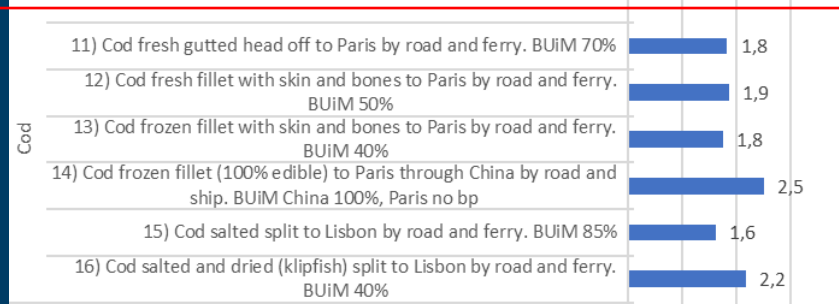 Cod
11) Cod fresh gutted head off to Paris by road and ferry. BUiM 70%
1,8
12) Cod fresh fillet with skin and bones to Paris by road and ferry.
BUiM 50%
1,9
13) Cod frozen fillet with skin and bones to Paris by road and ferry.
BUiM 40%
1,8
14) Cod frozen fillet (100% edible) to Paris through China by road and
ship. BUiM China 100%, Paris no bp
2,5
15) Cod salted split to Lisbon by road and ferry. BUiM 85%
1,6
16) Cod salted and dried (klipfish) split to Lisbon by road and ferry.
BUiM 40%
2,2